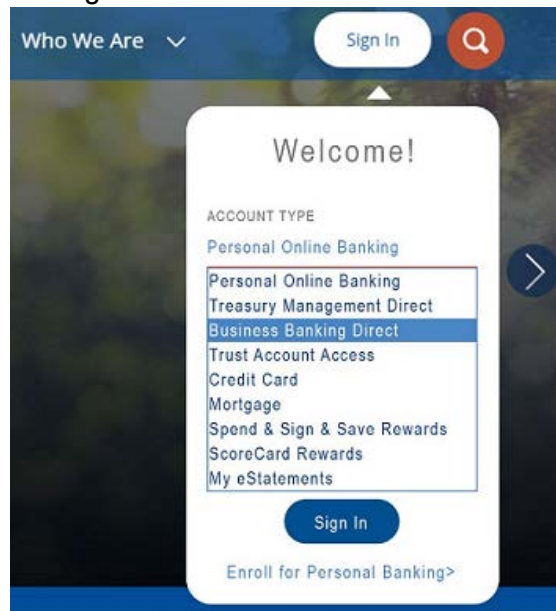 Who We Are
Sign In
Welcome!
ACCOUNT TYPE
Personal Online Banking
Personal Online Banking
Treasury Management Direct
Business Banking Direct
Trust Account Access
Credit Card
Mortgage
Spend & Sign & Save Rewards
ScoreCard Rewards
My eStatements
Sign In
Enroll for Personal Banking>